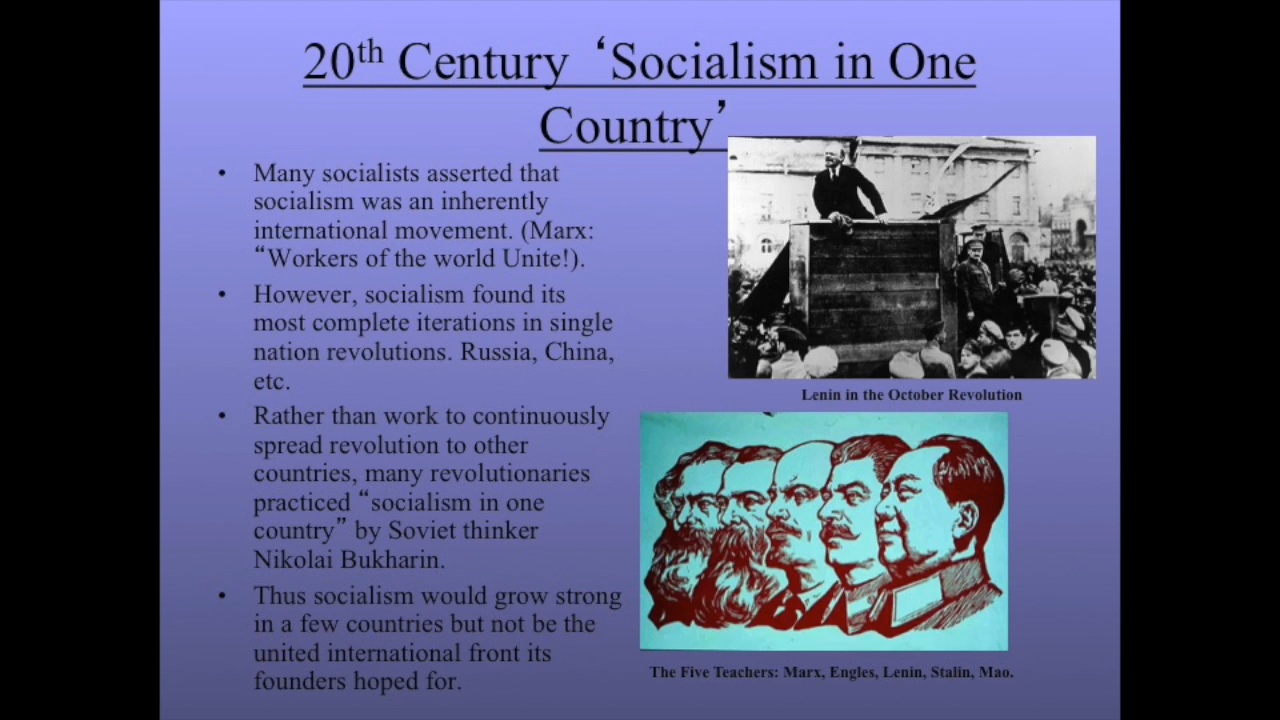 20th Century ‘Socialism in One
Country’
• Many socialists asserted that
socialism was an inherently
international movement. (Marx:
“Workers of the world Unite!).
• However, socialism found its
most complete iterations in single
nation revolutions. Russia, China,
etc.
• Rather than work to continuously
spread revolution to other
countries, many revolutionaries
practiced “socialism in one
country” by Soviet thinker
Nikolai Bukharin.
• Thus socialism would grow strong
in a few countries but not be the
united international front its
founders hoped for.
Lenin in the October Revolution
The Five Teachers: Marx, Engles, Lenin, Stalin, Mao.